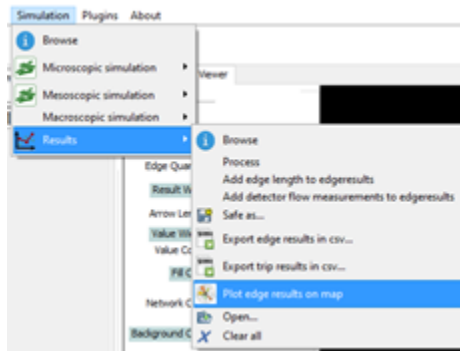 Simulation Plugins About
Browse
Microscopic simulation
Viewer
Mesoscopic simulation
Macroscopic simulation
Results
Browse
Process
Edge Quan
Add edge length to edgeresults
Result W
Add detector flow measurements to edgeresults
Arrow Len
Safe as...
Value Wi
Export edge results in csv...
Value Co
Export trip results in csv...
Fill C
Plot edge results on map
Network C
Open...
Background C
Clear all